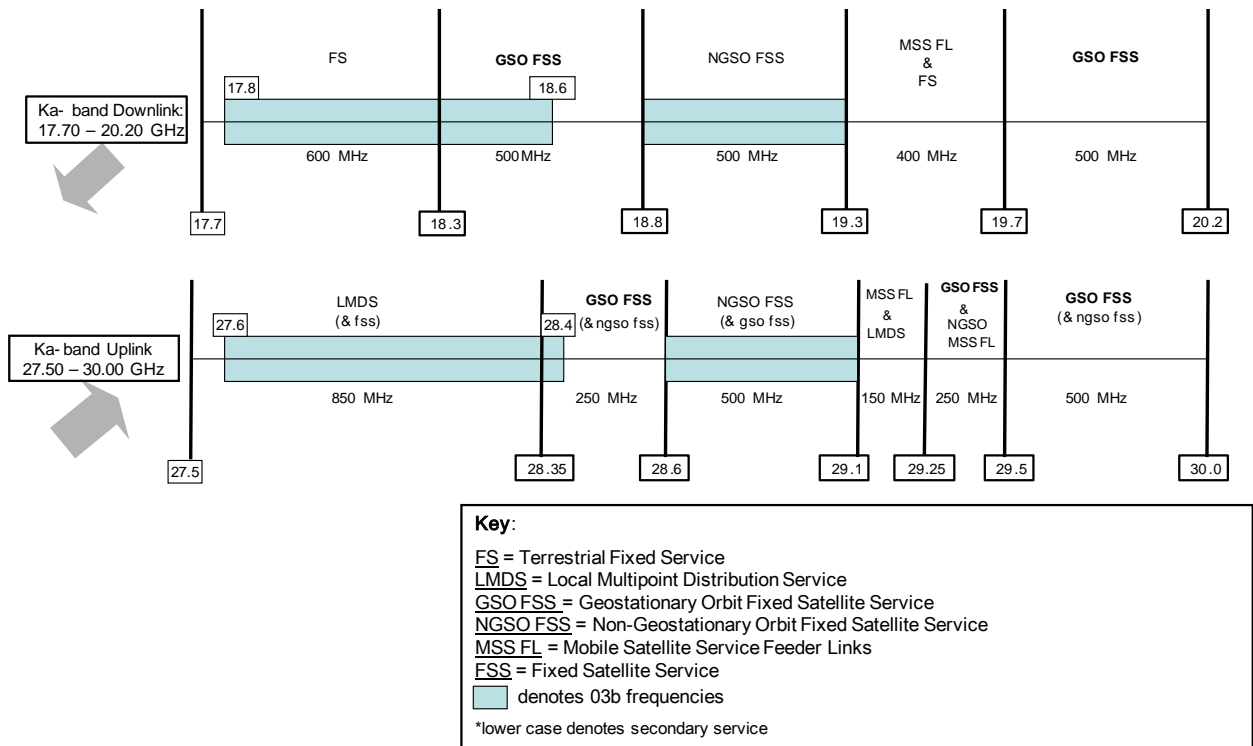 FS
GSO FSS
NGSO FSS
MSS FL
&
FS
GSO FSS
17.8
18.6
Ka- band Downlink:
17.70 – 20.20 GHz
600 MHz
500 MHz
500 MHz
400 MHz
500 MHz
17.7
18.3
18.8
19.3
19.7
20.2
LMDS
(& fss)
GSO FSS
(& ngso fss)
NGSO FSS
(& gso fss)
MSS FL
&
LMDS
GSO FSS
&
NGSO
MSS FL
GSO FSS
(& ngso fss)
27.6
28.4
Ka- band Uplink
27.50 – 30.00 GHz
850 MHz
250 MHz
500 MHz
150 MHz
250 MHz
500 MHz
27.5
28.35
28.6
29.1
29.25
29.5
30.0
Key:
FS = Terrestrial Fixed Service
LMDS = Local Multipoint Distribution Service
GSO FSS = Geostationary Orbit Fixed Satellite Service
NGSO FSS = Non-Geostationary Orbit Fixed Satellite Service
MSS FL = Mobile Satellite Service Feeder Links
FSS = Fixed Satellite Service
denotes 03b frequencies
*lower case denotes secondary service